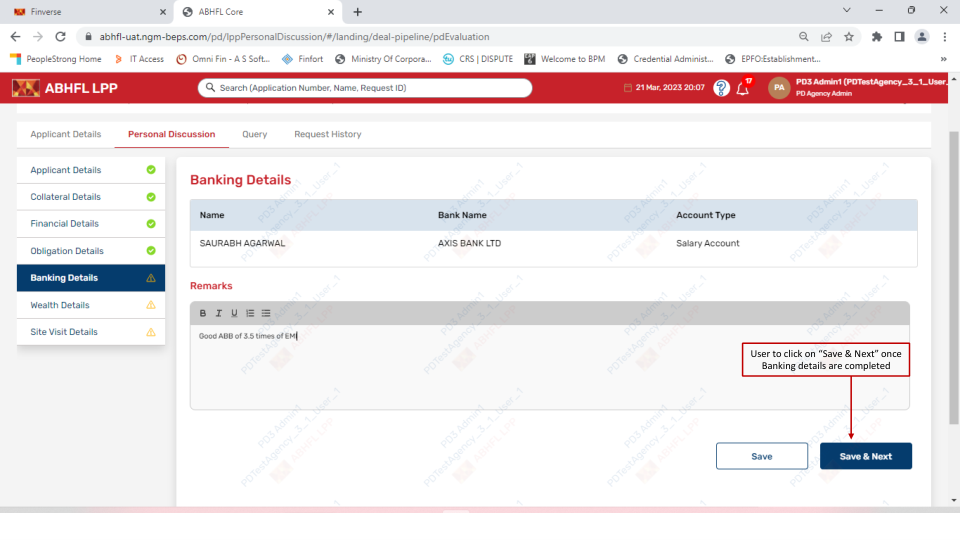 Finverse
ABHFL Core
abhfl-uat.ngm-beps.com/pd/lppPersonalDiscussion/#/landing/deal-pipeline/pdEvaluation
PeopleStrong Home
IT Access
Omni Fin - A S Soft...
Finfort
Ministry Of Corpora...
CRS | DISPUTE
Welcome to BPM
Credential Administ...
EPFO:Establishment...
»
ABHFL LPP
Search (Application Number, Name, Request ID)
21 Mar, 2023 20:07
17
PA
PD3 Admin1 (PDTestAgency_3_1_User_
PD Agency Admin
Applicant Details
Personal Discussion
Query
Request History
Applicant Details
Collateral Details
Financial Details
Obligation Details
Banking Details
Wealth Details
Site Visit Details
Banking Details
Name Bank Name Account Type
SAURABH AGARWAL AXIS BANK LTD Salary Account
Remarks
B I U
Good ABB of 3.5 times of EMI
User to click on “Save & Next” once
Banking details are completed
Save
Save & Next